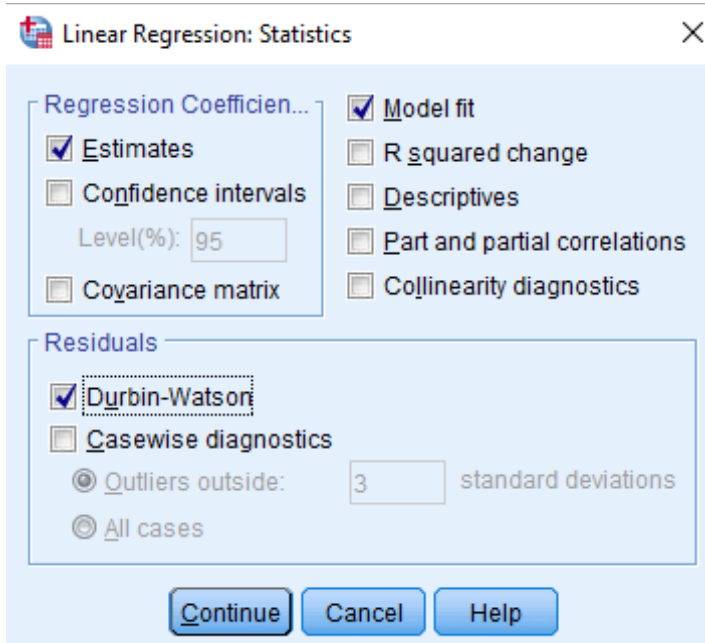 Linear Regression: Statistics
Regression Coefficien...
Estimates
Confidence intervals
Level(%): 95
Covariance matrix
Model fit
R squared change
Descriptives
Part and partial correlations
Collinearity diagnostics
Residuals
Durbin-Watson
Casewise diagnostics
Outliers outside: 3 standard deviations
All cases
Continue Cancel Help